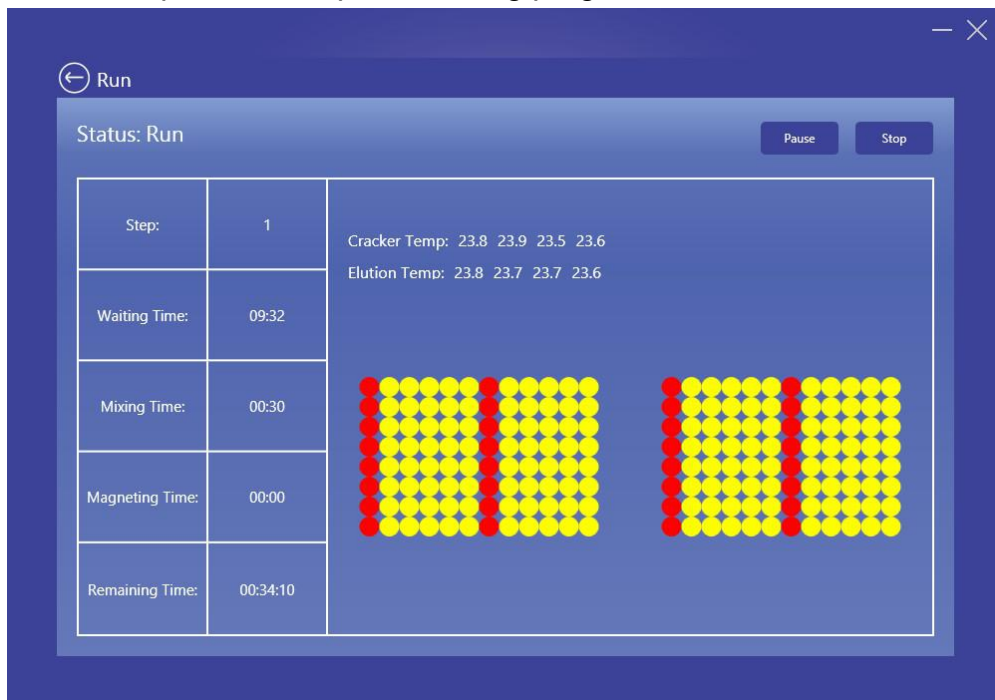 Run
Status: Run
Pause Stop
Step: 1
Cracker Temp: 23.8 23.9 23.5 23.6
Elution Temp: 23.8 23.7 23.7 23.6
Waiting Time: 09:32
Mixing Time: 00:30
Magneting Time: 00:00
Remaining Time: 00:34:10